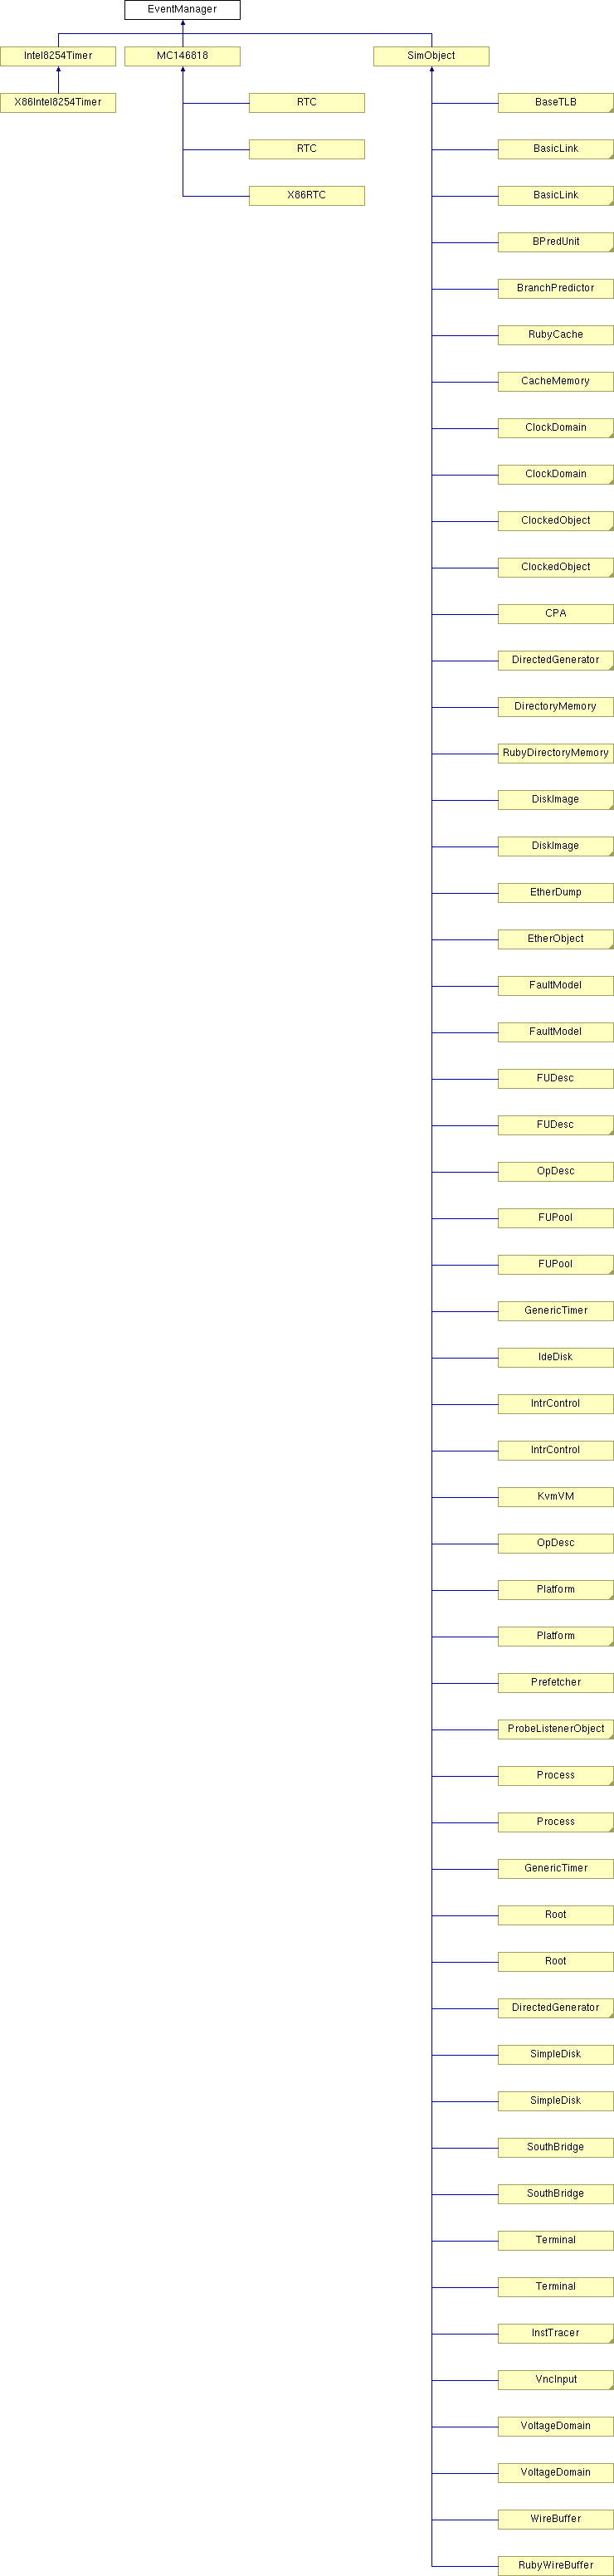 EventManager
Intel8254Timer
MC146818
SimObject
X86Intel8254Timer
RTC
BaseTLB
RTC
BasicLink
X86RTC
BasicLink
BPredUnit
BranchPredictor
RubyCache
CacheMemory
ClockDomain
ClockDomain
ClockedObject
ClockedObject
CPA
DirectedGenerator
DirectoryMemory
RubyDirectoryMemory
DiskImage
DiskImage
EtherDump
EtherObject
FaultModel
FaultModel
FUDesc
FUDesc
OpDesc
FUPool
FUPool
GenericTimer
IdeDisk
IntrControl
IntrControl
KvmVM
OpDesc
Platform
Platform
Prefetcher
ProbeListenerObject
Process
Process
GenericTimer
Root
Root
DirectedGenerator
SimpleDisk
SimpleDisk
SouthBridge
SouthBridge
Terminal
Terminal
InstTracer
VncInput
VoltageDomain
VoltageDomain
WireBuffer
RubyWireBuffer